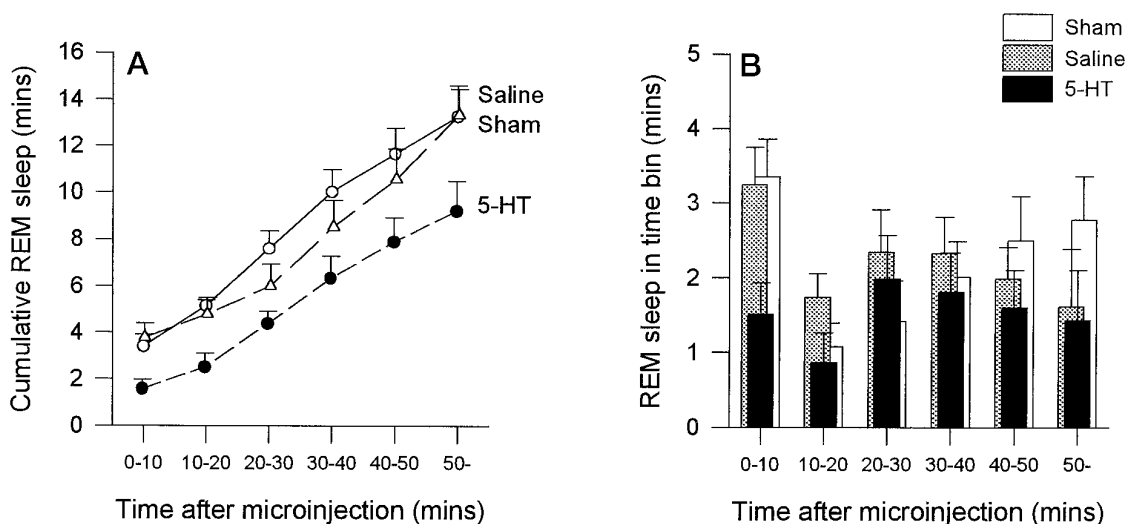 A
Cumulative REM sleep (mins)
16
14
12
10
8
6
4
2
0
Saline
Sham
5-HT
0-10 10-20 20-30 30-40 40-50 50-
Time after microinjection (mins)
B
Sham
Saline
5-HT
REM sleep in time bin (mins)
5
4
3
2
1
0
0-10 10-20 20-30 30-40 40-50 50-
Time after microinjection (mins)